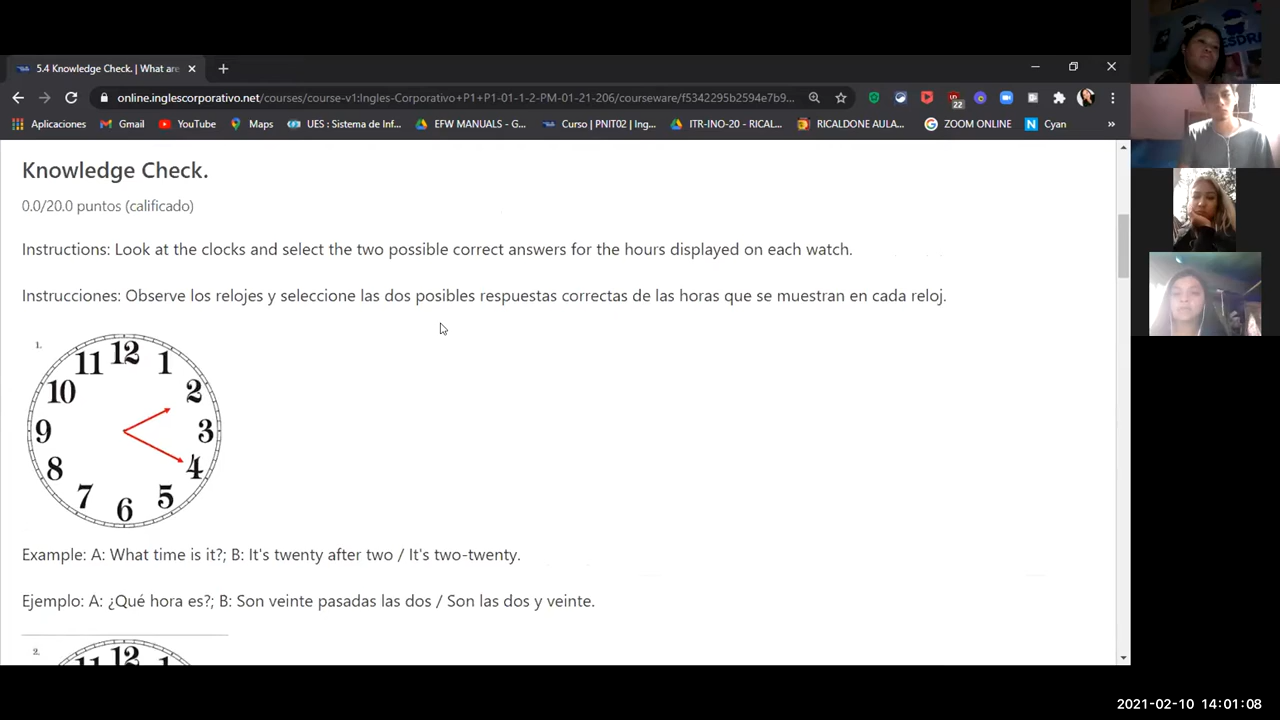 5.4 Knowledge Check. | What are
online.inglescorporativo.net/courses/course-v1:Ingles-Corporativo+P1+P1-01-1-2-PM-01-21-206/courseware/f5342295b2594e7b9...
22
Aplicaciones Gmail YouTube Maps UES : Sistema de Inf... EFW MANUALS - G... Curso | PNIT02 | Ing... ITR-INO-20 - RICAL... RICALDONE AULA... ZOOM ONLINE Cyan »
Knowledge Check.
0.0/20.0 puntos (calificado)
Instructions: Look at the clocks and select the two possible correct answers for the hours displayed on each watch.
Instrucciones: Observe los relojes y seleccione las dos posibles respuestas correctas de las horas que se muestran en cada reloj.
1.
12
11 1
10 2
9 3
8 4
7 5
6
Example: A: What time is it?; B: It's twenty after two / It's two-twenty.
Ejemplo: A: ¿Qué hora es?; B: Son veinte pasadas las dos / Son las dos y veinte.
2.
12
11 1
2021-02-10 14:01:08